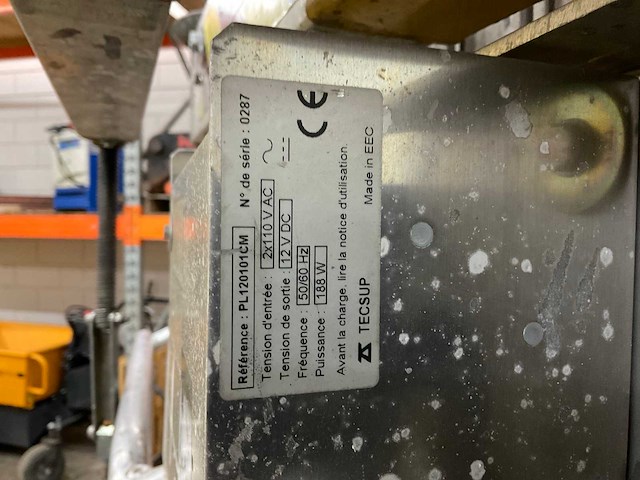 Référence : PL120101CM N° de série : 0287
Tension d'entrée : 2x110 V AC
Tension de sortie : 12 V DC
Fréquence : 50/60 Hz
Puissance : 188 W
CE
Avant la charge, lire la notice d'utilisation.
TECSUP Made in EEC